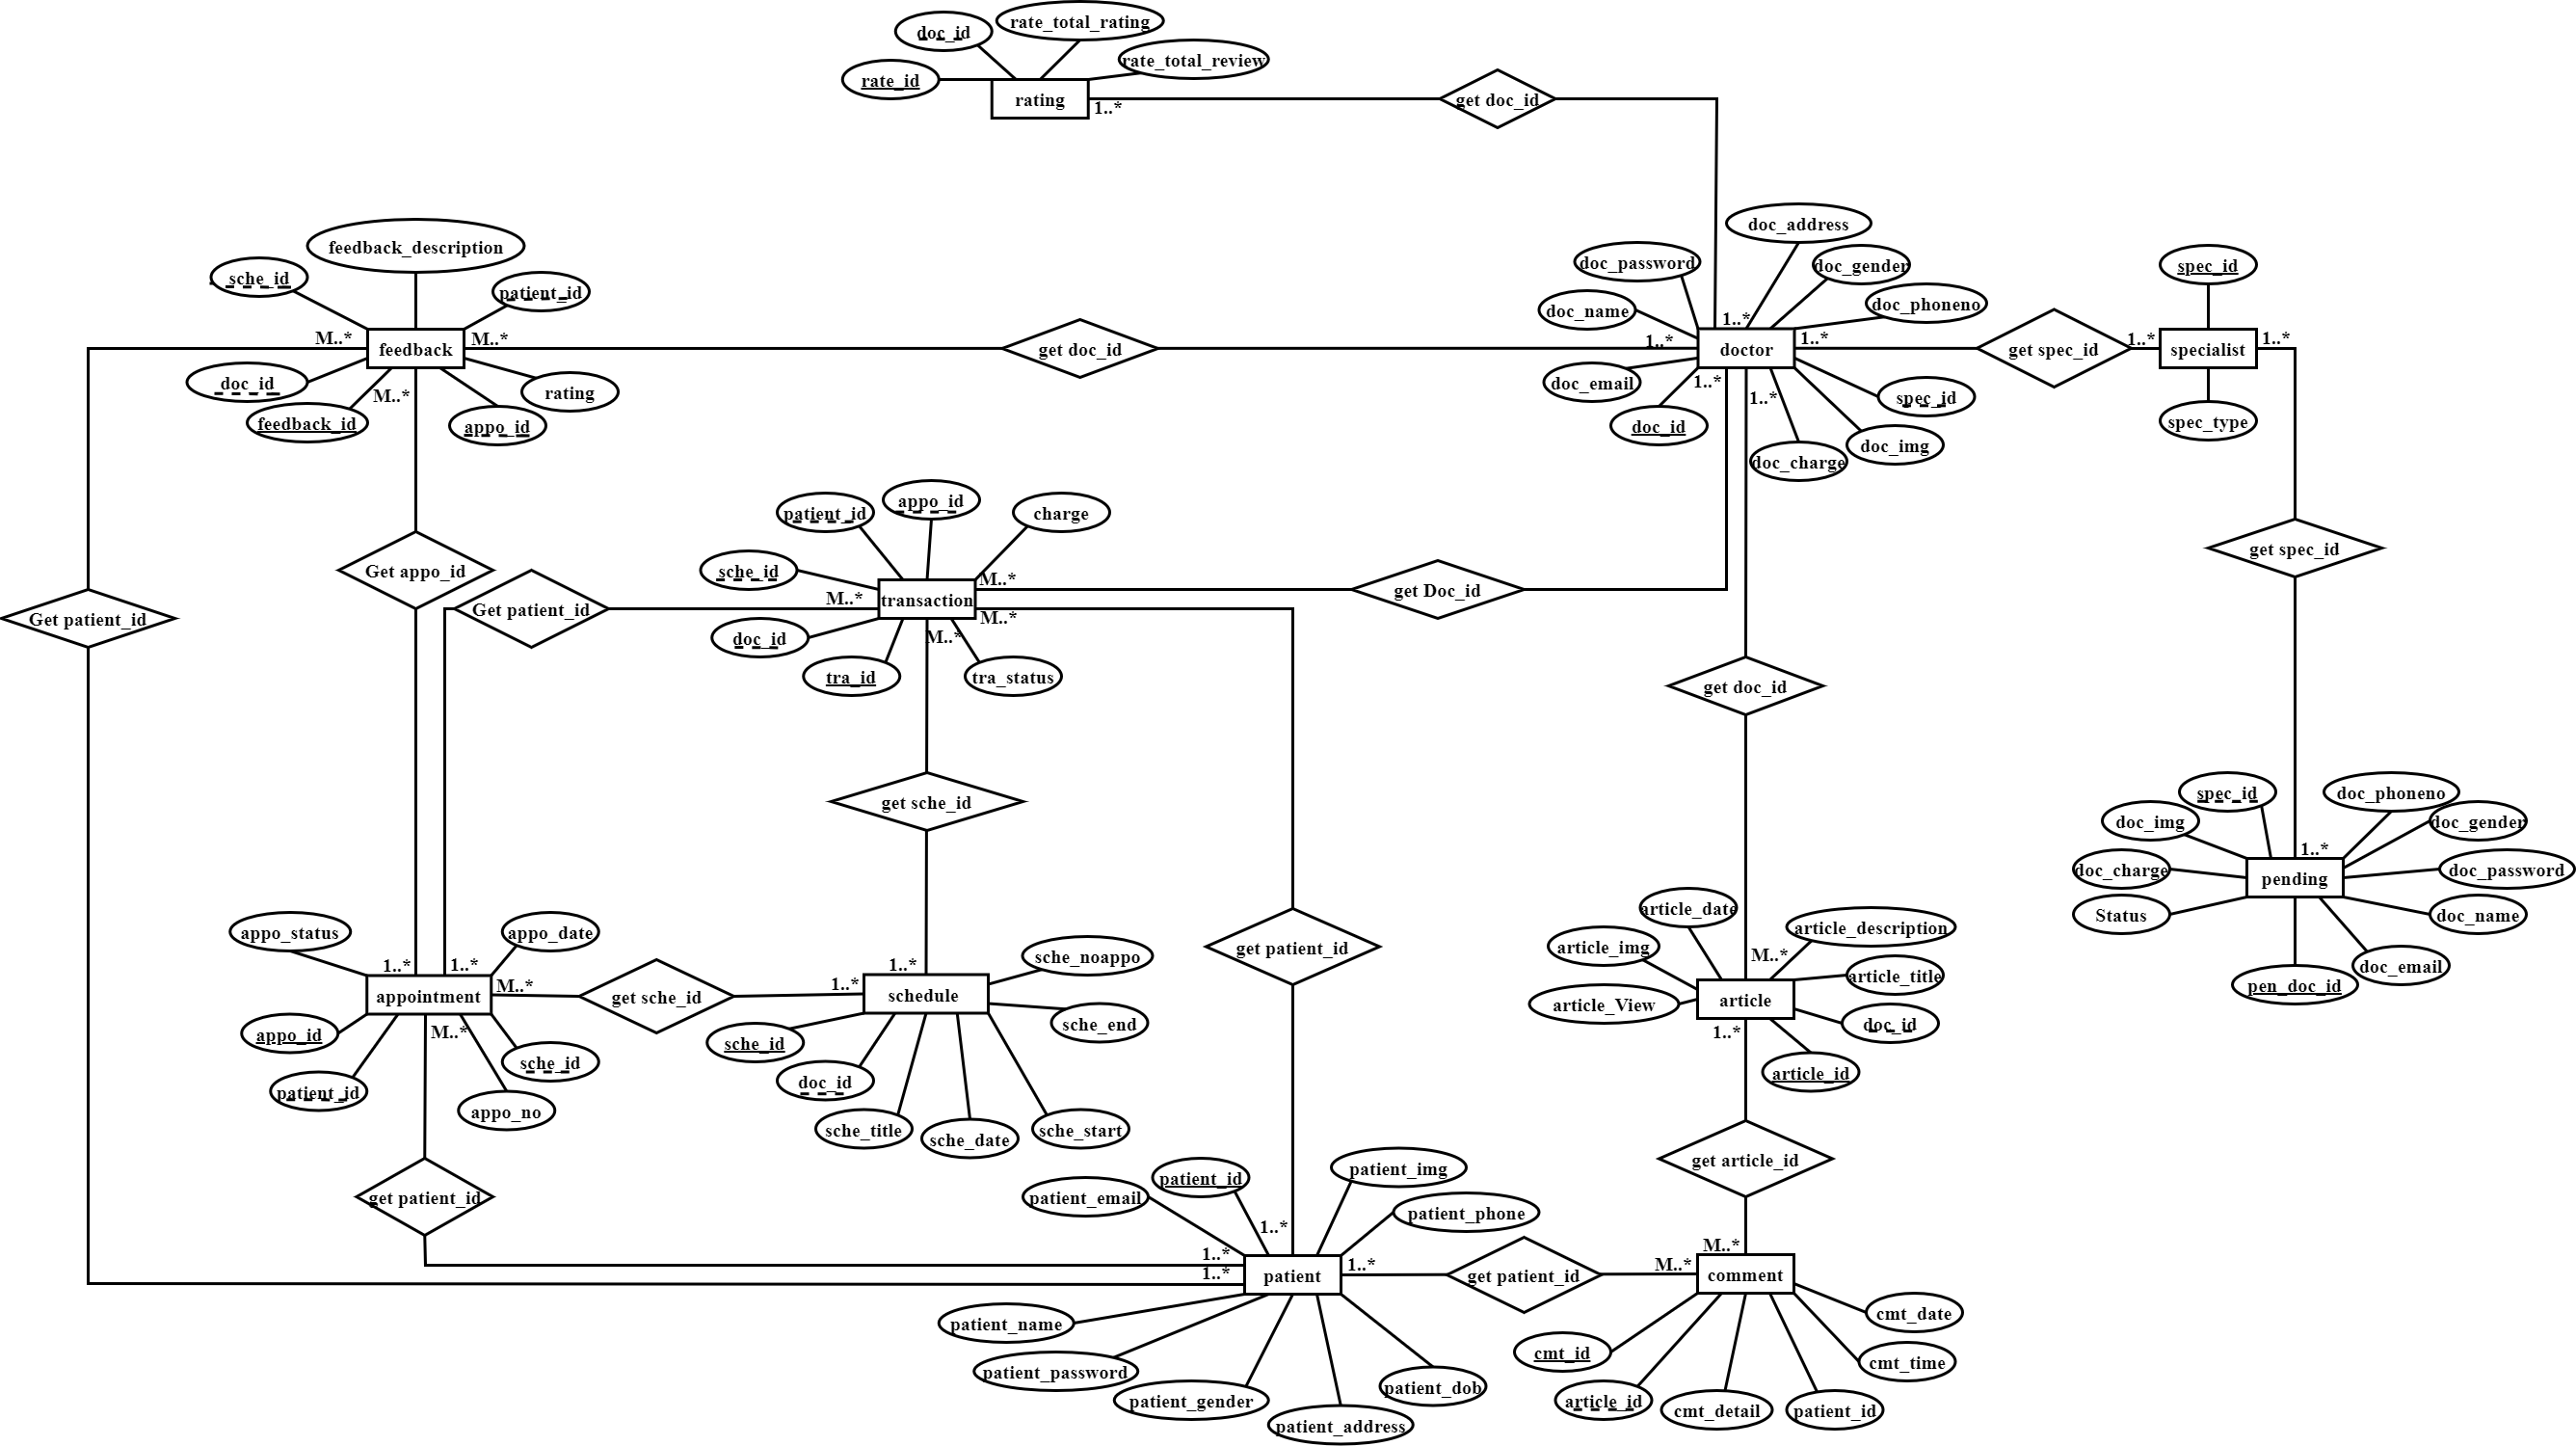 rate_total_rating
doc_id
rate_total_review
rate_id
rating
1..*
get doc_id
doc_address
feedback_description
doc_password
doc_gender
spec_id
sche_id
patient_id
doc_name
doc_phoneno
1..*
M..*
M..*
feedback
get doc_id
1..*
doctor
1..*
get spec_id
1..*
specialist
1..*
doc_id
rating
M..*
doc_email
1..*
1..*
spec_id
feedback_id
appo_id
doc_id
doc_img
spec_type
doc_charge
patient_id
appo_id
charge
get spec_id
Get appo_id
sche_id
M..*
get Doc_id
Get patient_id
Get patient_id
M..*
transaction
M..*
doc_id
M..*
tra_id
tra_status
get doc_id
get sche_id
spec_id
doc_phoneno
doc_img
doc_gender
1..*
doc_charge
pending
doc_password
Status
doc_name
doc_email
pen_doc_id
article_date
article_description
appo_status
appo_date
article_img
get patient_id
sche_noappo
M..*
1..*
1..*
1..*
article_title
appointment
M..*
get sche_id
1..*
schedule
article_View
article
doc_id
sche_end
appo_id
M..*
sche_id
1..*
sche_id
article_id
patient_id
doc_id
appo_no
sche_title
sche_date
sche_start
get article_id
patient_id
patient_img
get patient_id
patient_email
patient_phone
1..*
M..*
1..*
1..*
patient
1..*
get patient_id
M..*
comment
patient_name
cmt_date
cmt_id
cmt_time
patient_password
patient_dob
patient_gender
article_id
cmt_detail
patient_id
patient_address